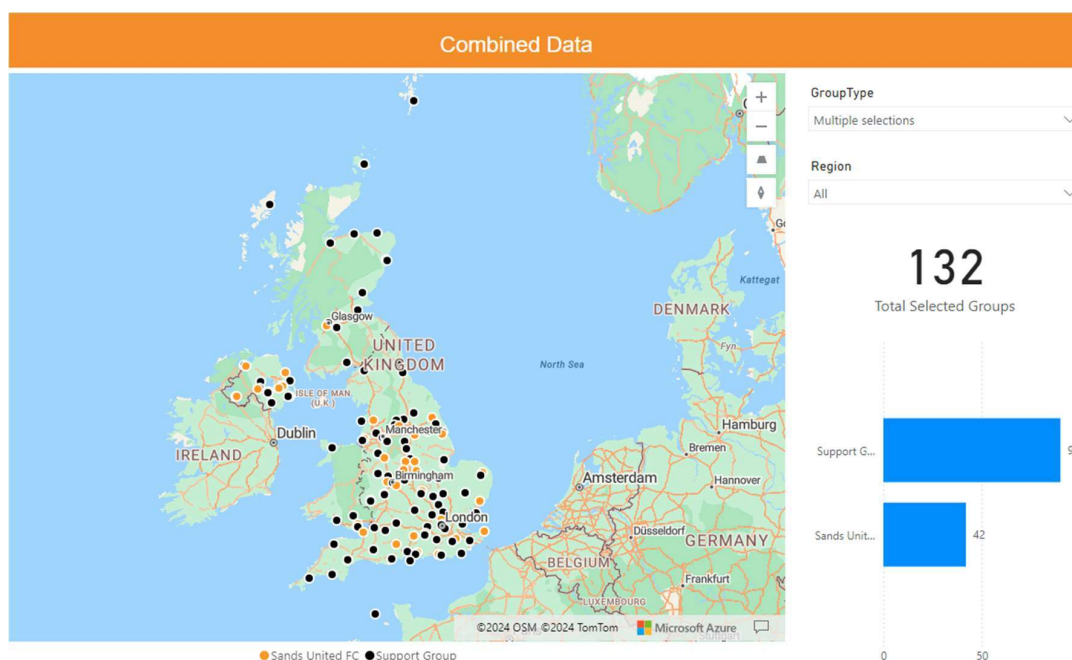 Combined Data
GroupType
Multiple selections
Region
All
132
Total Selected Groups
Support G...
9
Sands Unit...
42
0
50
Glasgow
UNITED
KINGDOM
ISLE OF MAN
(U.K.)
Dublin
IRELAND
Manchester
Birmingham
London
North Sea
DENMARK
Kattegat
Fyn
Hamburg
Bremen
Amsterdam
Hannover
Düsseldorf
GERMANY
BELGIUM
Frankfurt
LUXEMBOURG
©2024 OSM ©2024 TomTom
Microsoft Azure
Sands United FC
Support Group